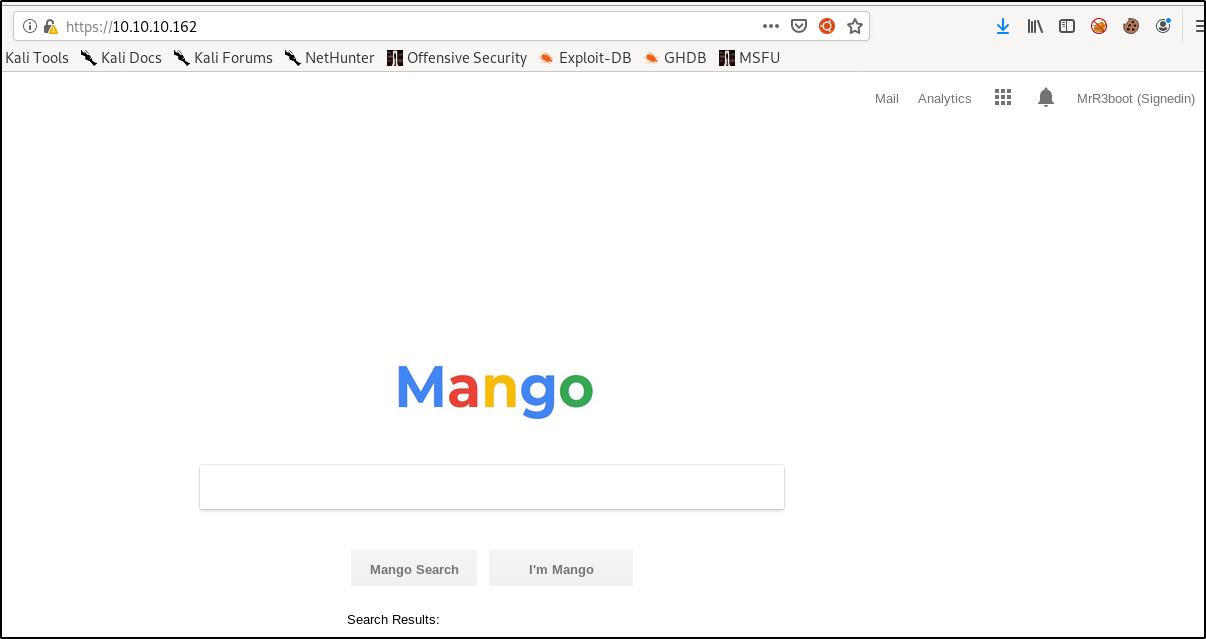 https://10.10.10.162
Kali Tools Kali Docs Kali Forums NetHunter Offensive Security Exploit-DB GHDB MSFU
Mail Analytics MrR3boot (Signedin)
Mango
Mango Search I'm Mango
Search Results: